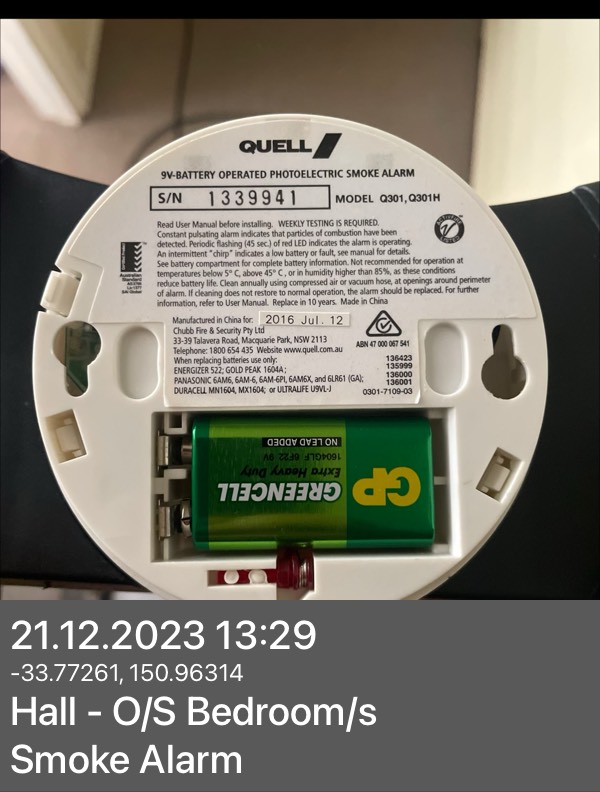 QUELL
9V-BATTERY OPERATED PHOTOELECTRIC SMOKE ALARM
S/N 1339941 MODEL Q301, Q301H
Read User Manual before installing. WEEKLY TESTING IS REQUIRED.
Constant pulsating alarm indicates that particles of combustion have been
detected. Periodic flashing (45 sec.) of red LED indicates the alarm is operating.
An intermittent "chirp" indicates a low battery or fault, see manual for details.
See battery compartment for complete battery information. Not recommended for operation at
temperatures below 5° C, above 45° C, or in humidity higher than 85%, as these conditions
reduce battery life. Clean annually using compressed air or vacuum hose, at openings around perimeter
of alarm. If cleaning does not restore to normal operation, the alarm should be replaced. For further
information, refer to User Manual. Replace in 10 years. Made in China
Manufactured in China for: 2016 Jul. 12
Chubb Fire & Security Pty Ltd
33-39 Talavera Road, Macquarie Park, NSW 2113
Telephone: 1800 654 435 Website www.quell.com.au
ABN 47 000 067 541
When replacing batteries use only:
ENERGIZER 522; GOLD PEAK 1604A;
PANASONIC 6AM6, 6AM-6, 6AM-6PI, 6AM6X, and 6LR61 (GA);
DURACELL MN1604, MX1604; or ULTRALIFE U9VL-J
136423
135999
136000
136001
0301-7109-03
GP
GREENCELL
Extra Heavy Duty
1604GLF 6F22 9V
NO LEAD ADDED
21.12.2023 13:29
-33.77261, 150.96314
Hall - O/S Bedroom/s
Smoke Alarm